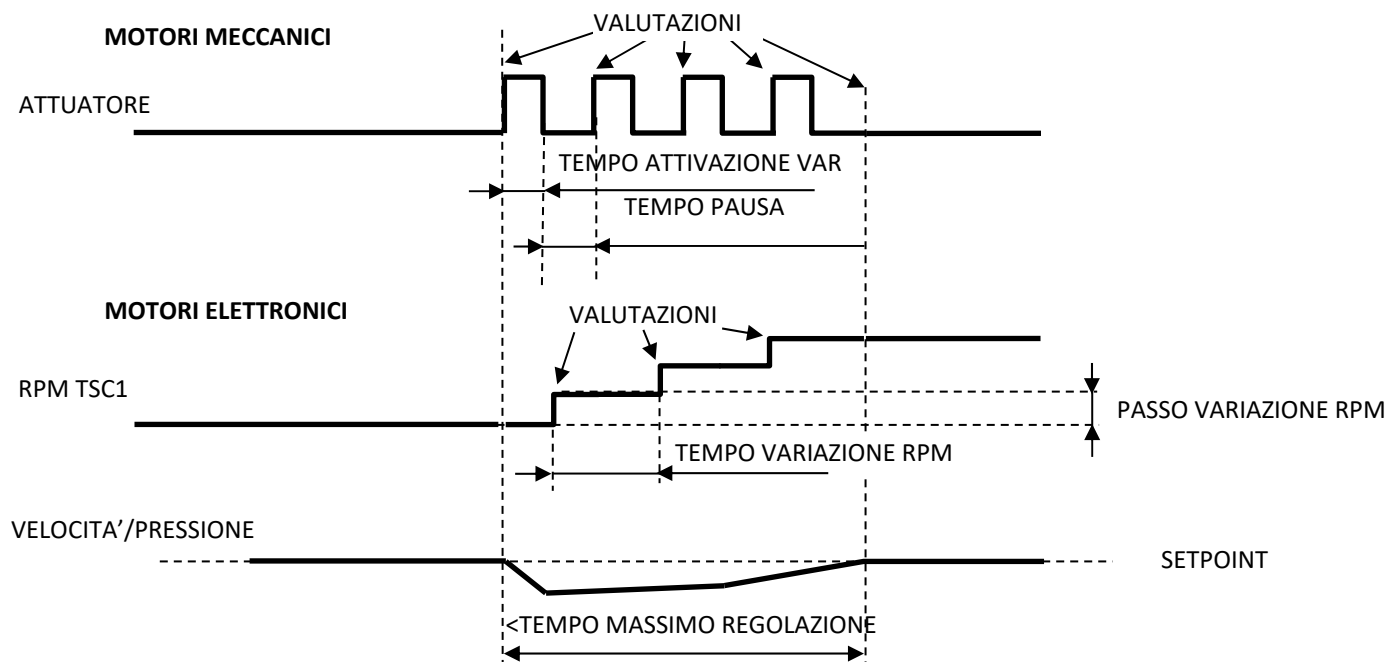 VALUTAZIONI
MOTORI MECCANICI
ATTUATORE
TEMPO ATTIVAZIONE VAR
TEMPO PAUSA
MOTORI ELETTRONICI
VALUTAZIONI
RPM TSC1
PASSO VARIAZIONE RPM
TEMPO VARIAZIONE RPM
VELOCITA’/PRESSIONE
SETPOINT
<TEMPO MASSIMO REGOLAZIONE